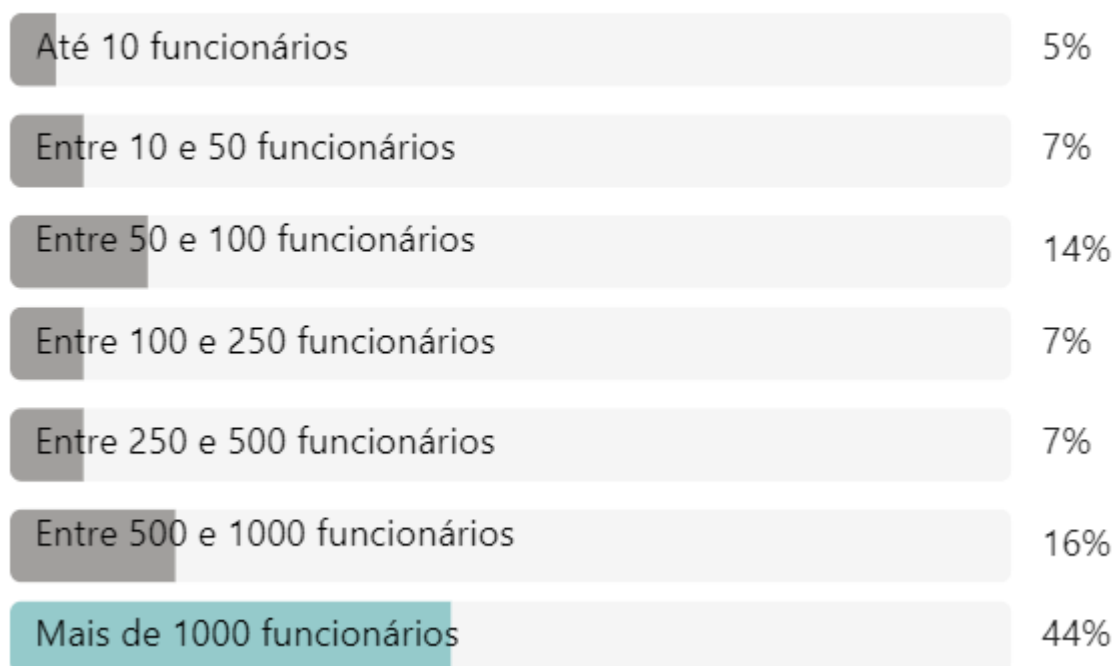 Até 10 funcionários 5%
Entre 10 e 50 funcionários 7%
Entre 50 e 100 funcionários 14%
Entre 100 e 250 funcionários 7%
Entre 250 e 500 funcionários 7%
Entre 500 e 1000 funcionários 16%
Mais de 1000 funcionários 44%